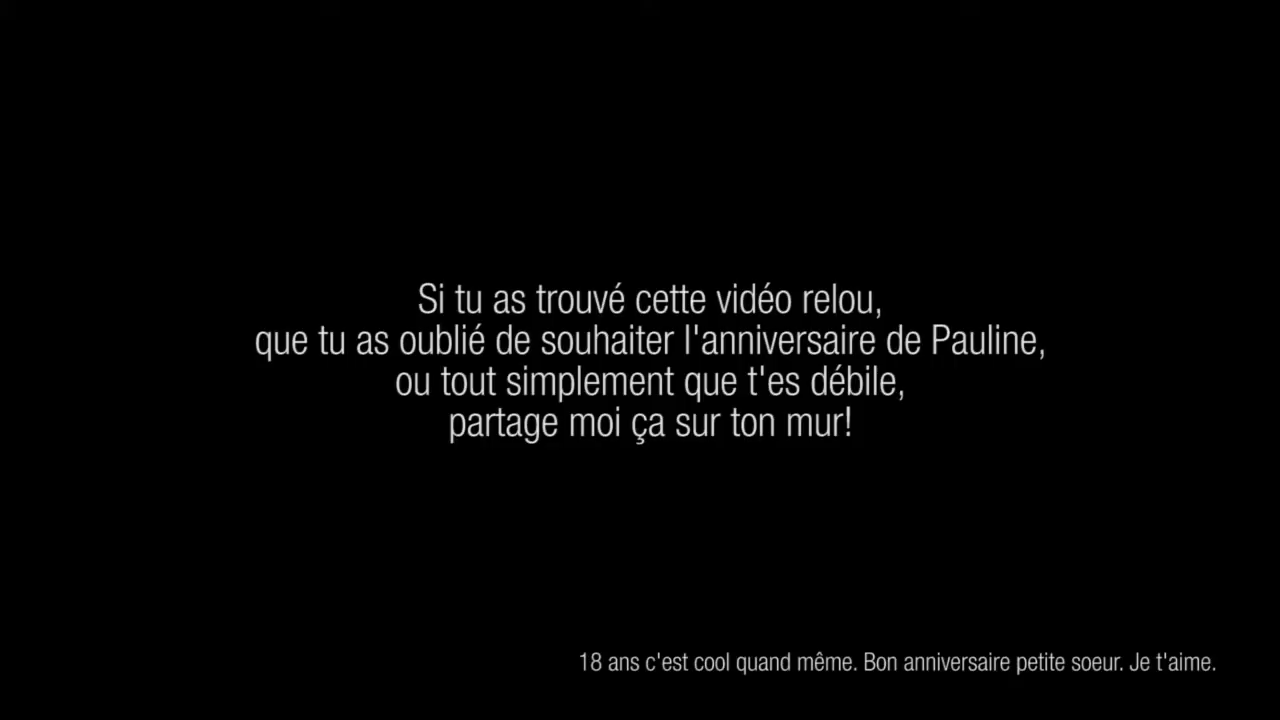 Si tu as trouvé cette vidéo relou,
que tu as oublié de souhaiter l'anniversaire de Pauline,
ou tout simplement que t'es débile,
partage moi ça sur ton mur!
18 ans c'est cool quand même. Bon anniversaire petite soeur. Je t'aime.